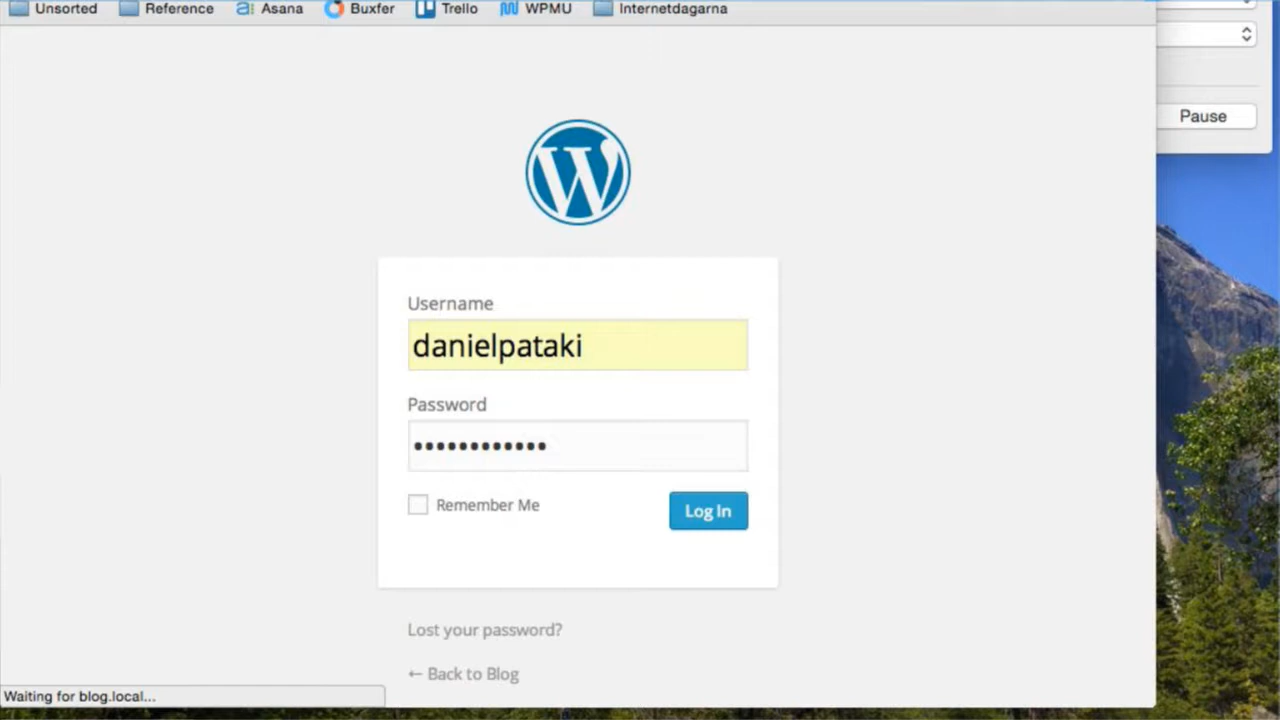 Unsorted Reference Asana Buxfer Trello WPMU Internetdagarna
Pause
Username
danielpataki
Password
••••••••••••
Remember Me
Log In
Lost your password?
← Back to Blog
Waiting for blog.local...